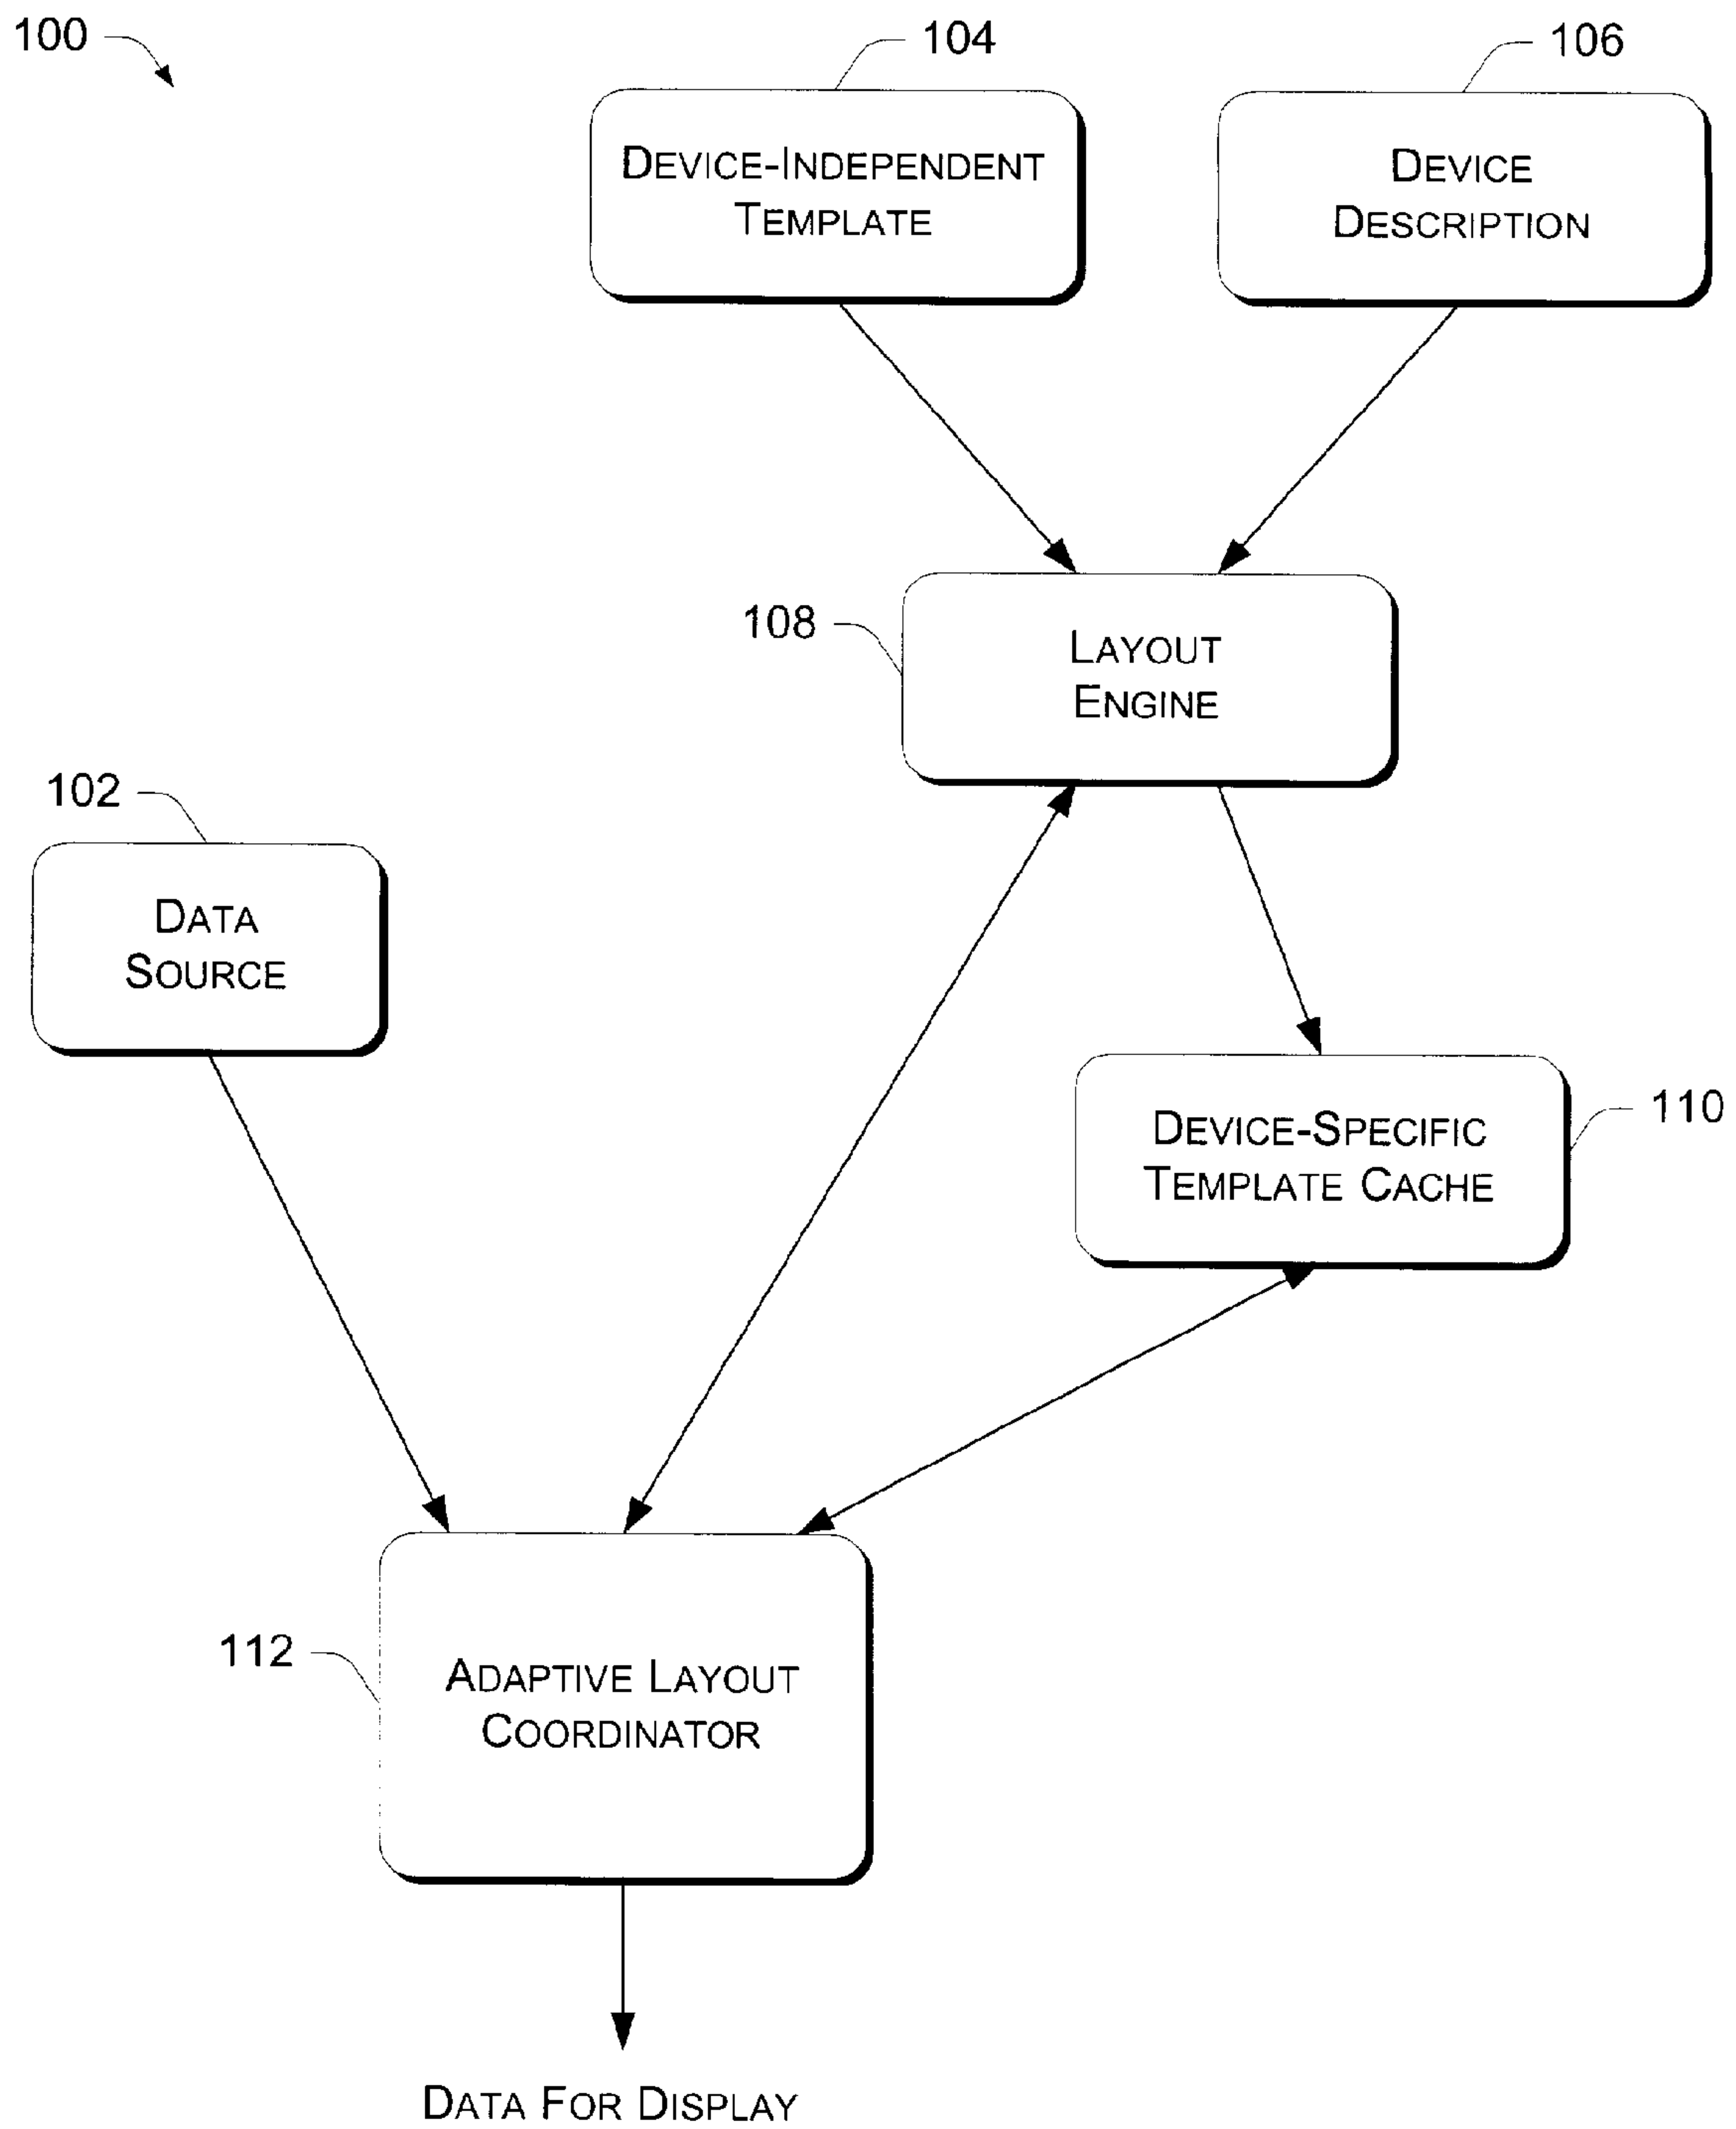 100
104
106
DEVICE-INDEPENDENT
TEMPLATE
DEVICE
DESCRIPTION
108
LAYOUT
ENGINE
102
DATA
SOURCE
110
DEVICE-SPECIFIC
TEMPLATE CACHE
112
ADAPTIVE LAYOUT
COORDINATOR
DATA FOR DISPLAY